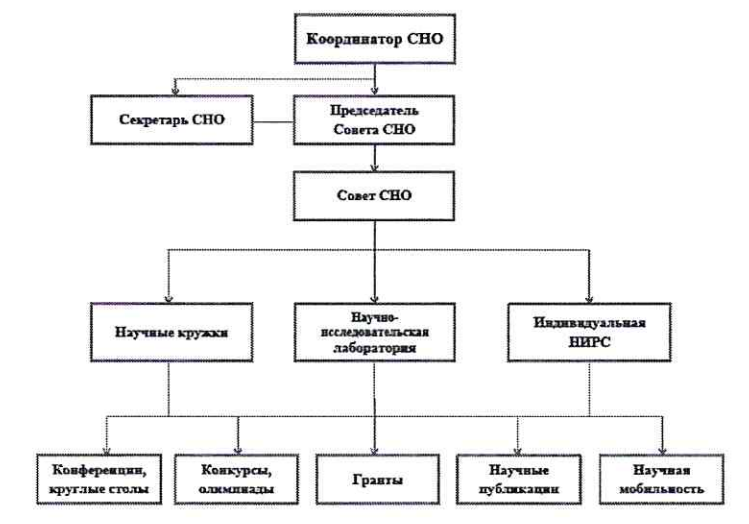 Координатор СНО
Секретарь СНО
Председатель
Совета СНО
Совет СНО
Научные кружки
Научно-
исследовательская
лаборатория
Индивидуальная
НИРС
Конференции,
круглые столы
Конкурсы,
олимпиады
Гранты
Научные
публикации
Научная
мобильность